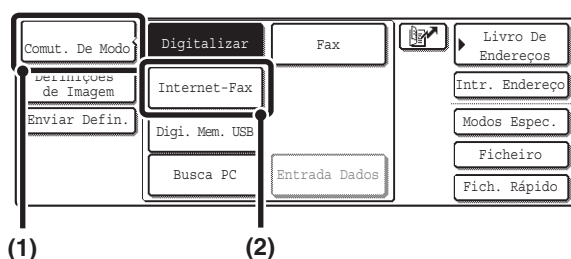 Comut. De Modo
Digitalizar
Fax
Livro De
Endereços
Definições
de Imagem
Internet-Fax
Intr. Endereço
Enviar Defin.
Digi. Mem. USB
Modos Espec.
Busca PC
Entrada Dados
Ficheiro
Fich. Rápido
(1)
(2)